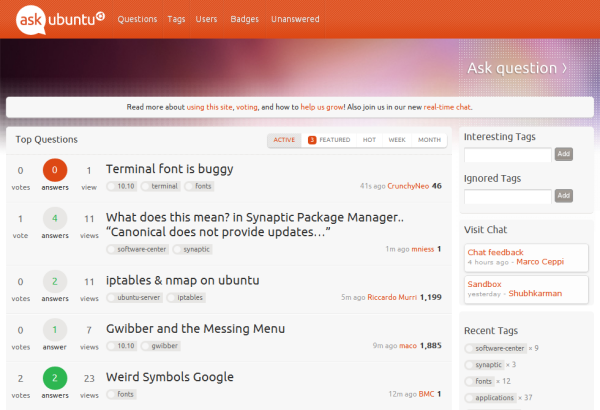 ask ubuntu
Questions Tags Users Badges Unanswered
Ask question
Read more about using this site, voting, and how to help us grow! Also join us in our new real-time chat.
Top Questions
ACTIVE 3 FEATURED HOT WEEK MONTH
0 0 1
votes answers view
Terminal font is buggy
10.10 terminal fonts
41s ago CrunchyNeo 46
1 4 11
vote answers views
What does this mean? in Synaptic Package Manager..
“Canonical does not provide updates…”
software-center synaptic
1m ago mniess 1
0 2 11
votes answers views
iptables & nmap on ubuntu
ubuntu-server iptables
5m ago Riccardo Murri 1,199
0 1 7
votes answer views
Gwibber and the Messing Menu
10.10 gwibber
9m ago maco 1,885
2 2 23
votes answers views
Weird Symbols Google
fonts
12m ago BMC 1
Interesting Tags
Add
Ignored Tags
Add
Visit Chat
Chat feedback
4 hours ago - Marco Ceppi
Sandbox
yesterday - Shubhkarman
Recent Tags
software-center × 9
synaptic × 3
fonts × 12
applications × 37